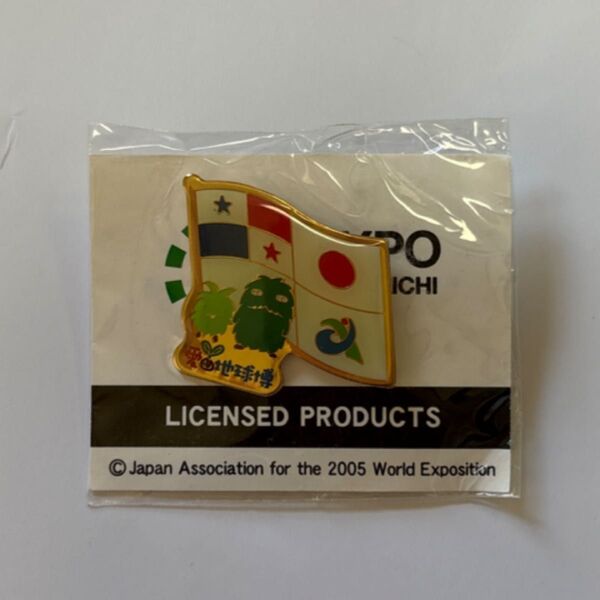 XPO
ICHI
愛・地球博
LICENSED PRODUCTS
©Japan Association for the 2005 World Exposition